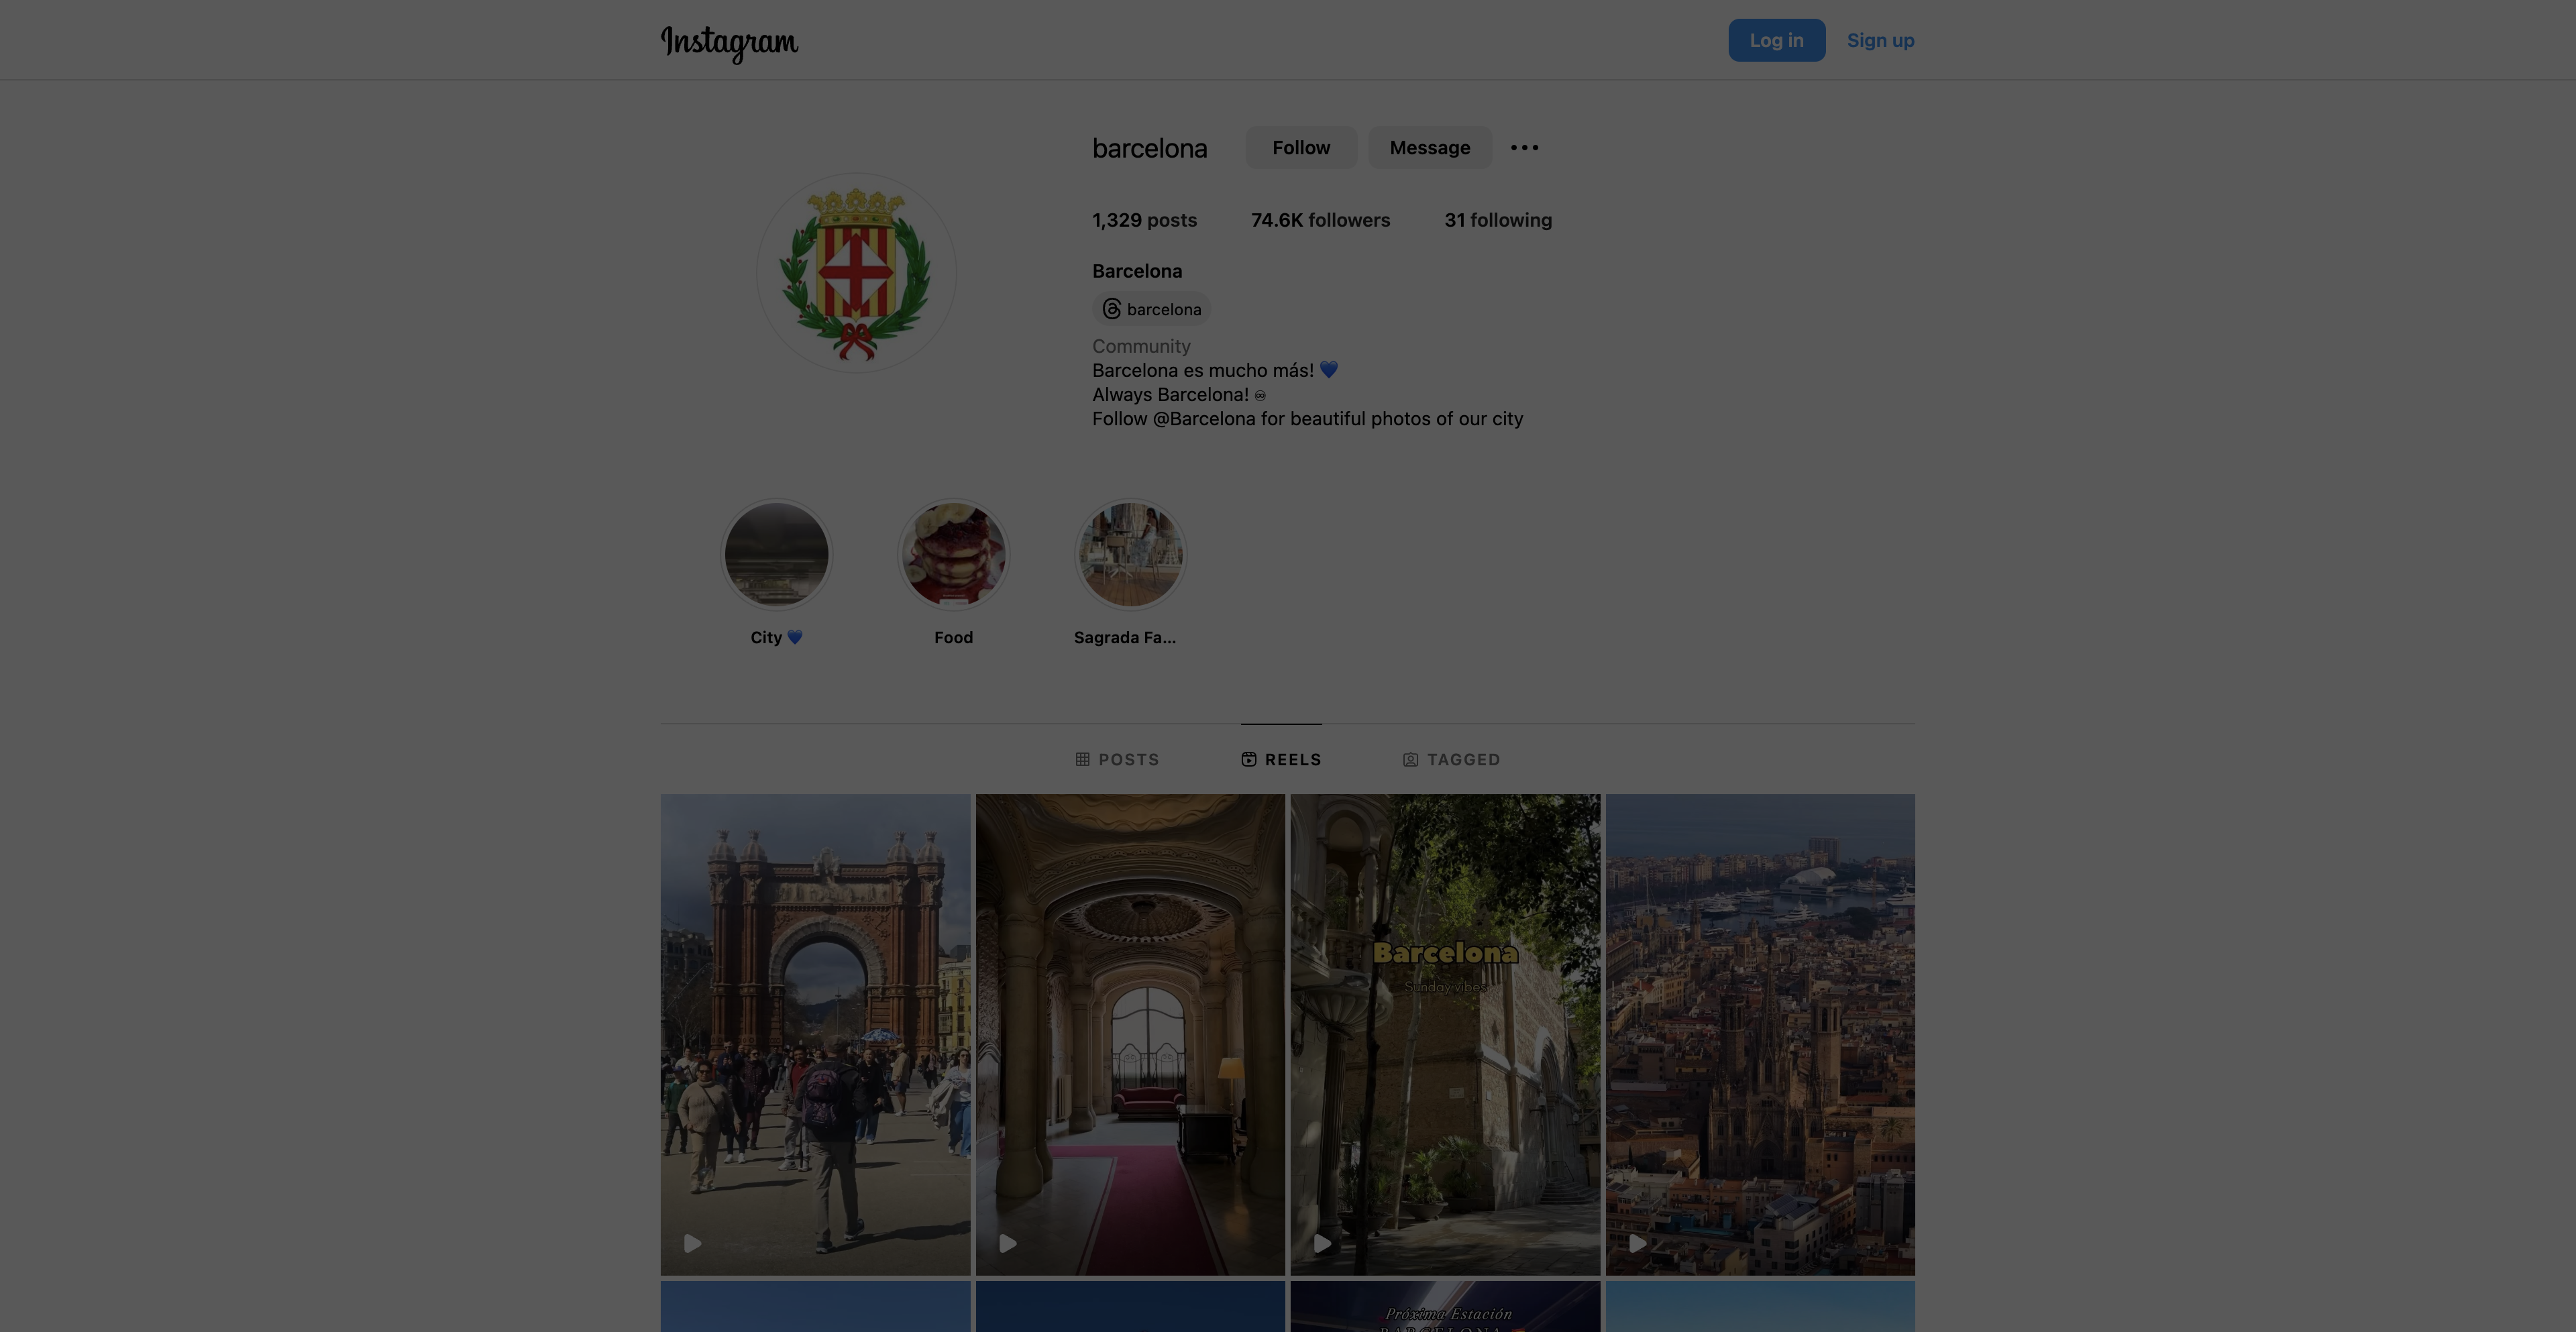 Instagram
Log in
Sign up
barcelona
Follow
Message
1,329 posts
74.6K followers
31 following
Barcelona
barcelona
Community
Barcelona es mucho más! 💙
Always Barcelona! ♾
Follow @Barcelona for beautiful photos of our city
City 💙
Food
Sagrada Fa...
POSTS
REELS
TAGGED
Barcelona
Sunday vibes
Próxima Estación
BARCELONA